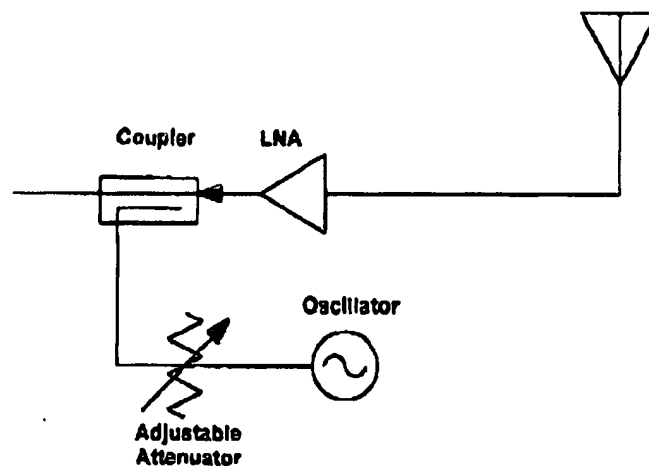 Coupler
LNA
Oscillator
Adjustable
Attenuator